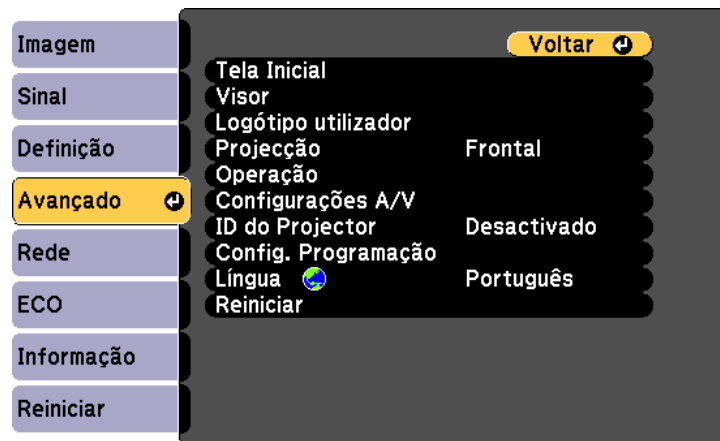 Imagem
Sinal
Definição
Avançado
Rede
ECO
Informação
Reiniciar
Voltar
Tela Inicial
Visor
Logótipo utilizador
Projecção Frontal
Operação
Configurações A/V
ID do Projector Desactivado
Config. Programação
Língua Português
Reiniciar